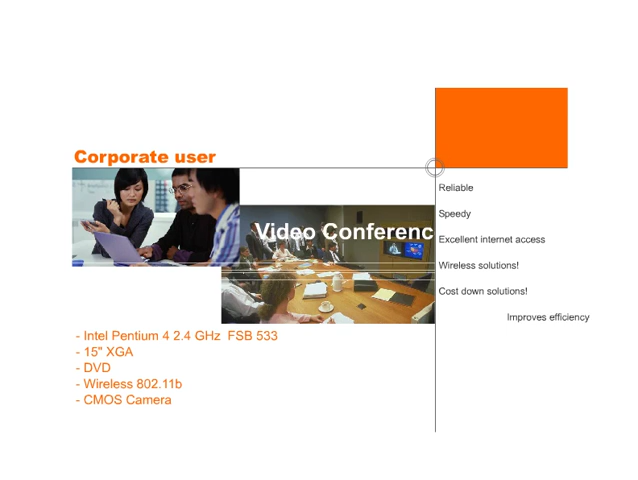 Corporate user
Video Conferenc
Reliable
Speedy
Excellent internet access
Wireless solutions!
Cost down solutions!
Improves efficiency
- Intel Pentium 4 2.4 GHz  FSB 533
- 15" XGA
- DVD
- Wireless 802.11b
- CMOS Camera